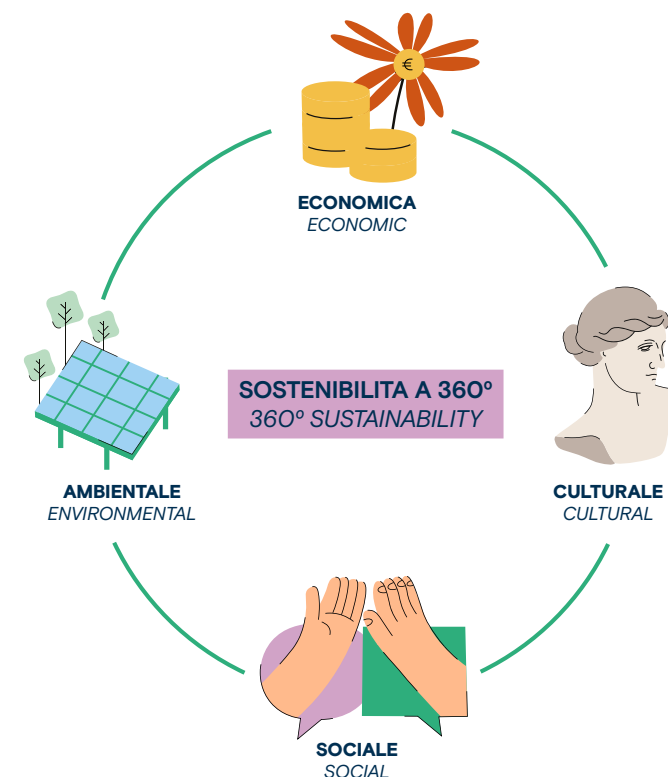 €
ECONOMICA
ECONOMIC
SOSTENIBILITA A 360º
360º SUSTAINABILITY
AMBIENTALE
ENVIRONMENTAL
CULTURALE
CULTURAL
SOCIALE
SOCIAL